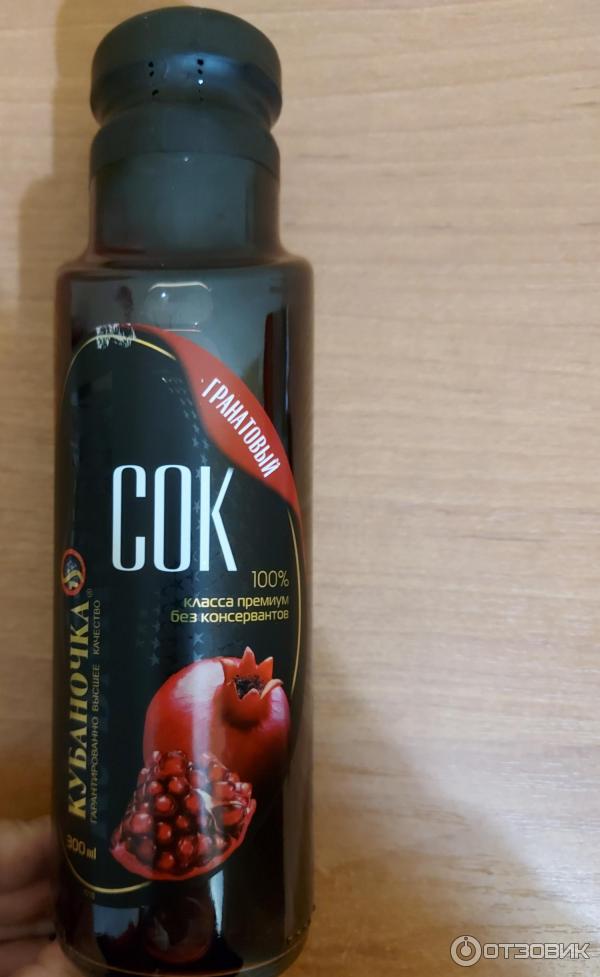 ГРАНАТОВЫЙ
СОК
100%
класса премиум
без консервантов
КУБАНОЧКА®
ГАРАНТИРОВАННО ВЫСШЕЕ КАЧЕСТВО
300 ml
ОТЗОВИК